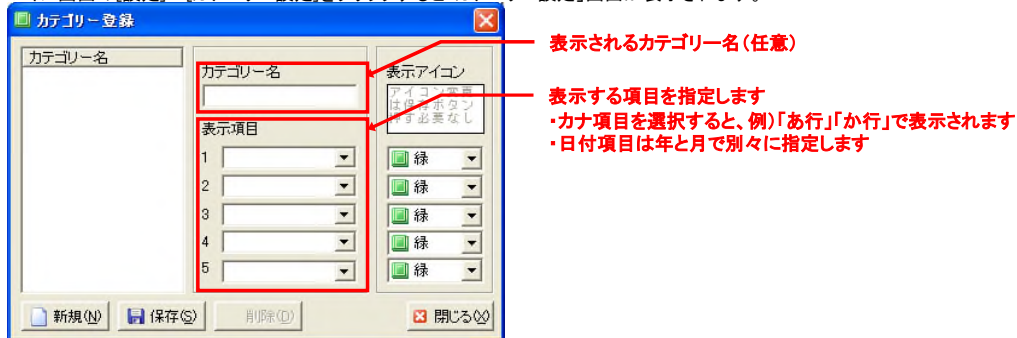 カテゴリー登録
カテゴリー名
カテゴリー名
表示アイコン
アイコン変更
は保存ボタン
押す必要なし
表示項目
1
緑
2
緑
3
緑
4
緑
5
緑
新規(N)
保存(S)
削除(D)
閉じる(X)
表示されるカテゴリー名(任意)
表示する項目を指定します
・カナ項目を選択すると、例)「あ行」「か行」で表示されます
・日付項目は年と月で別々に指定します